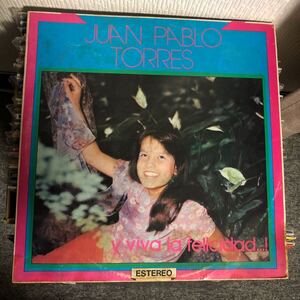 JUAN PABLO
TORRES
y viva la felicidad...!
ESTEREO